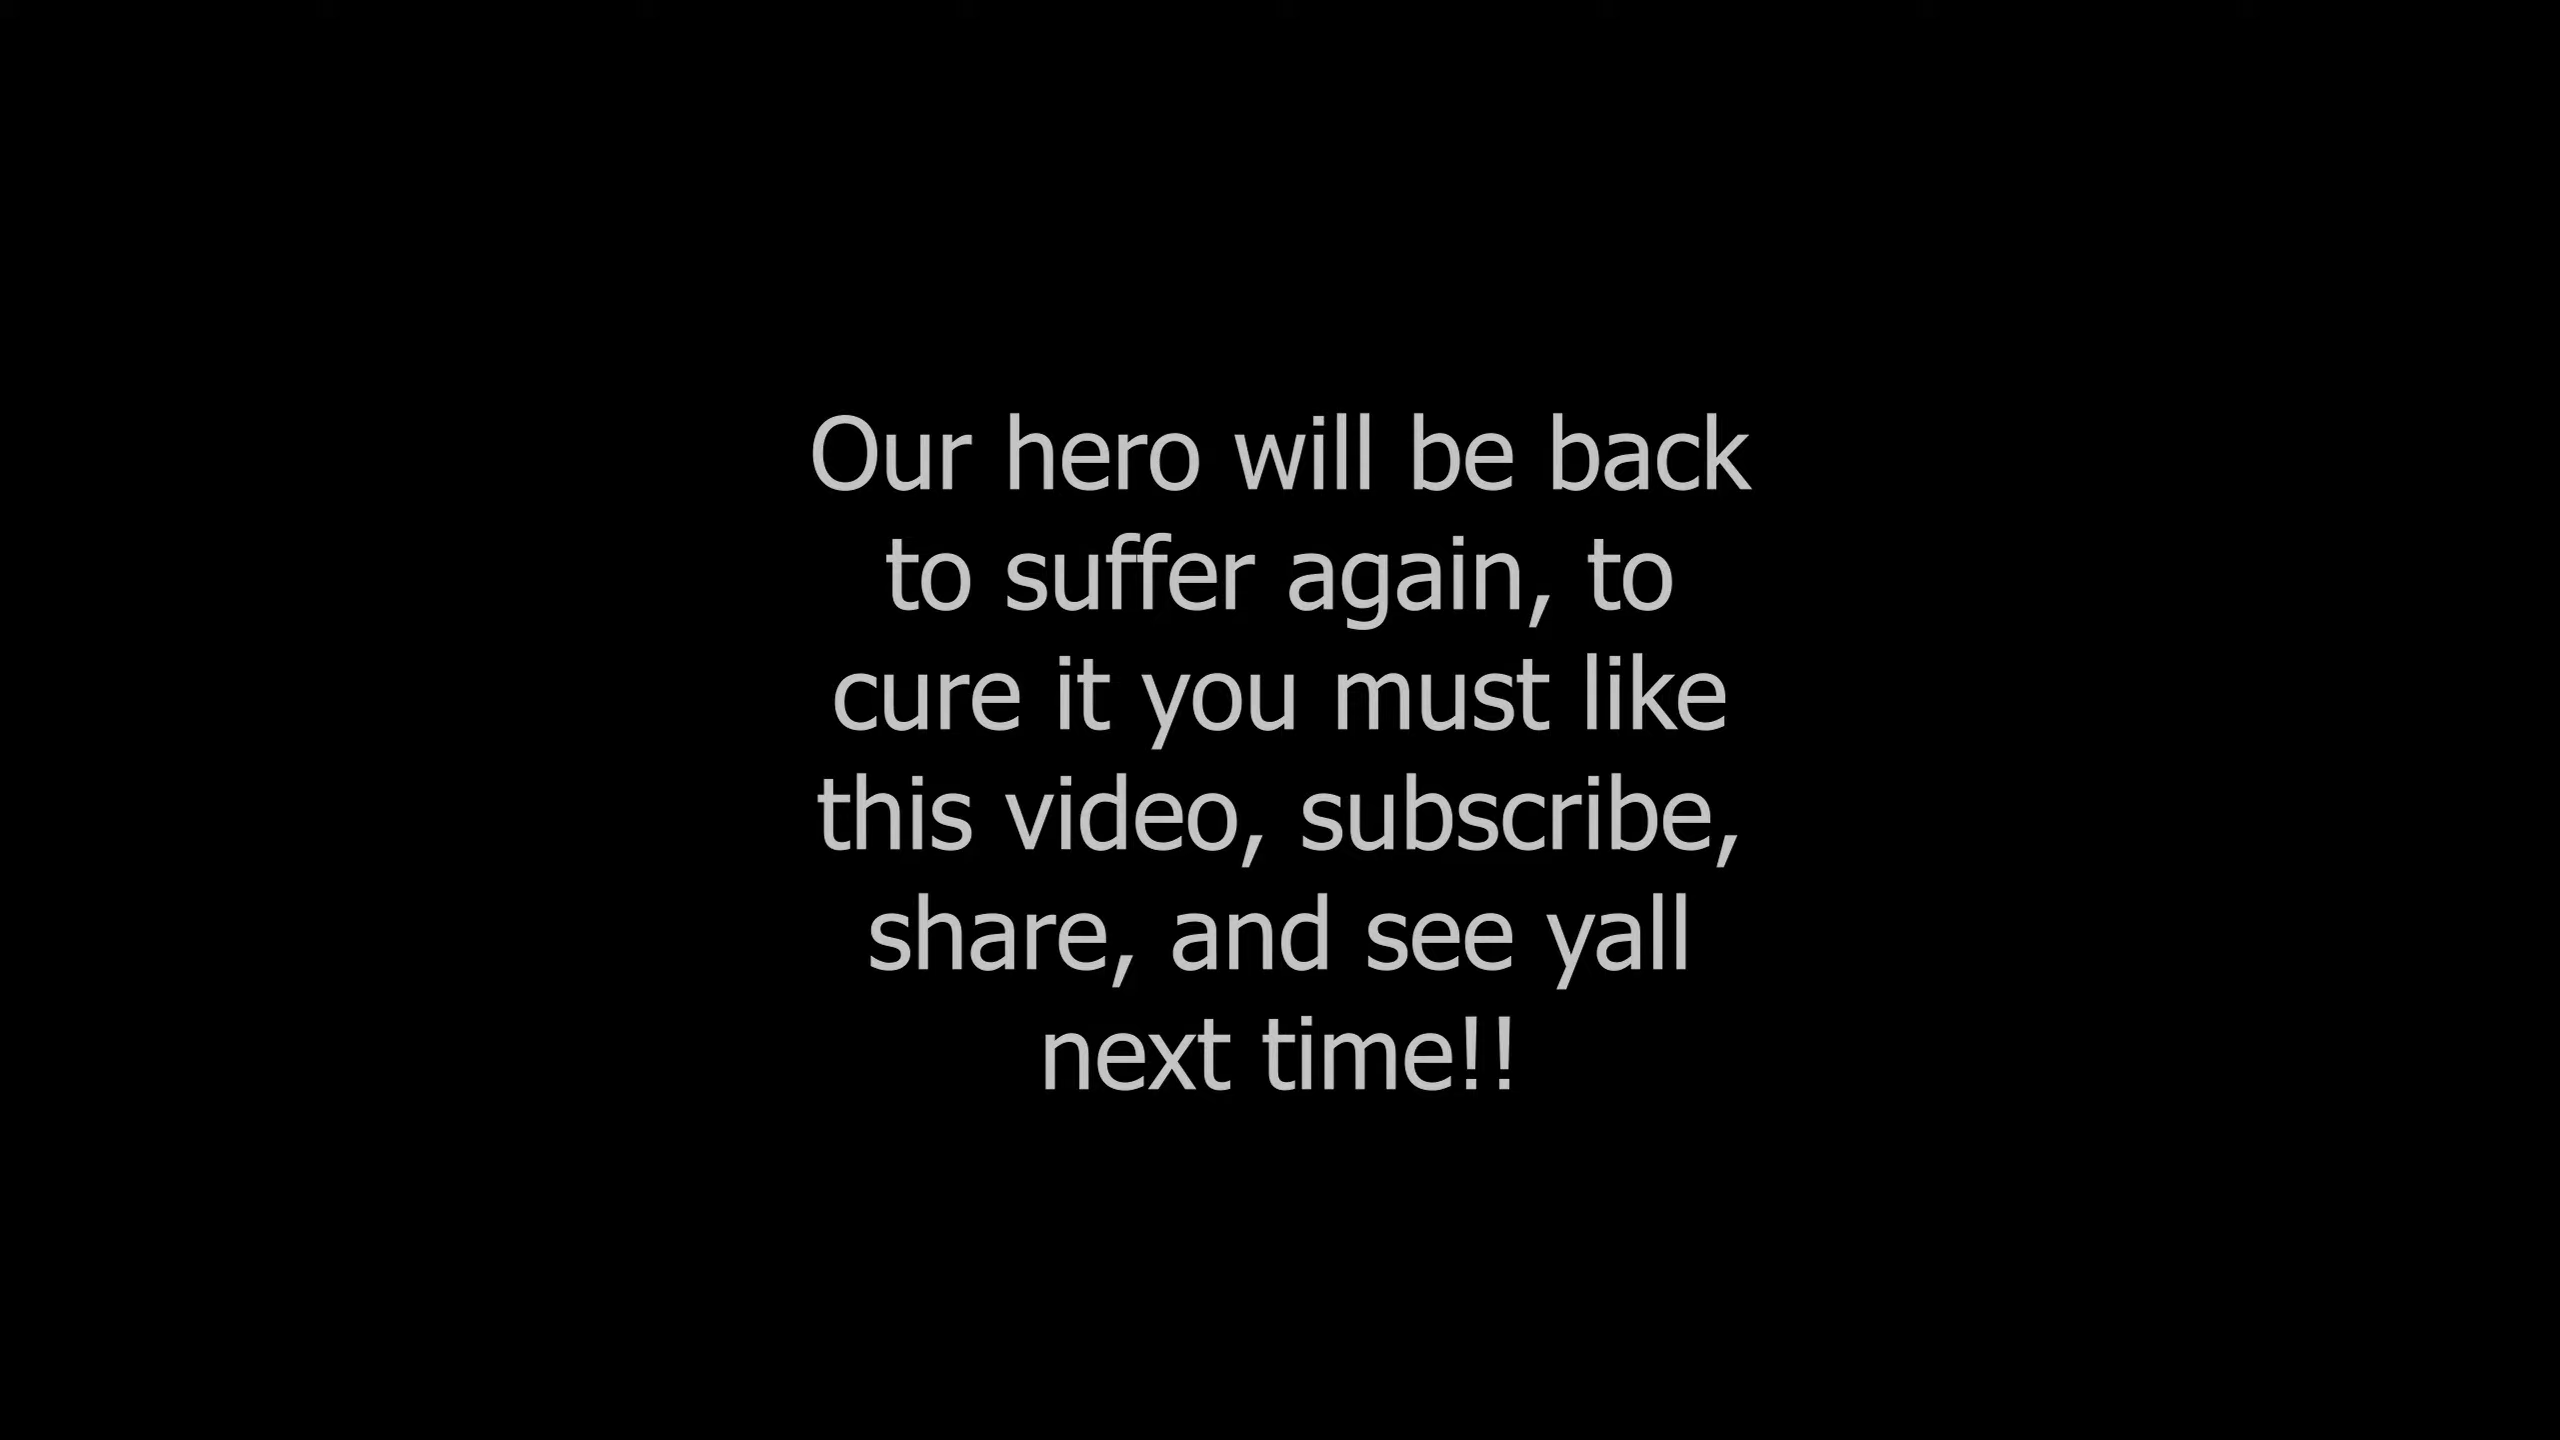 Our hero will be back
to suffer again, to
cure it you must like
this video, subscribe,
share, and see yall
next time!!